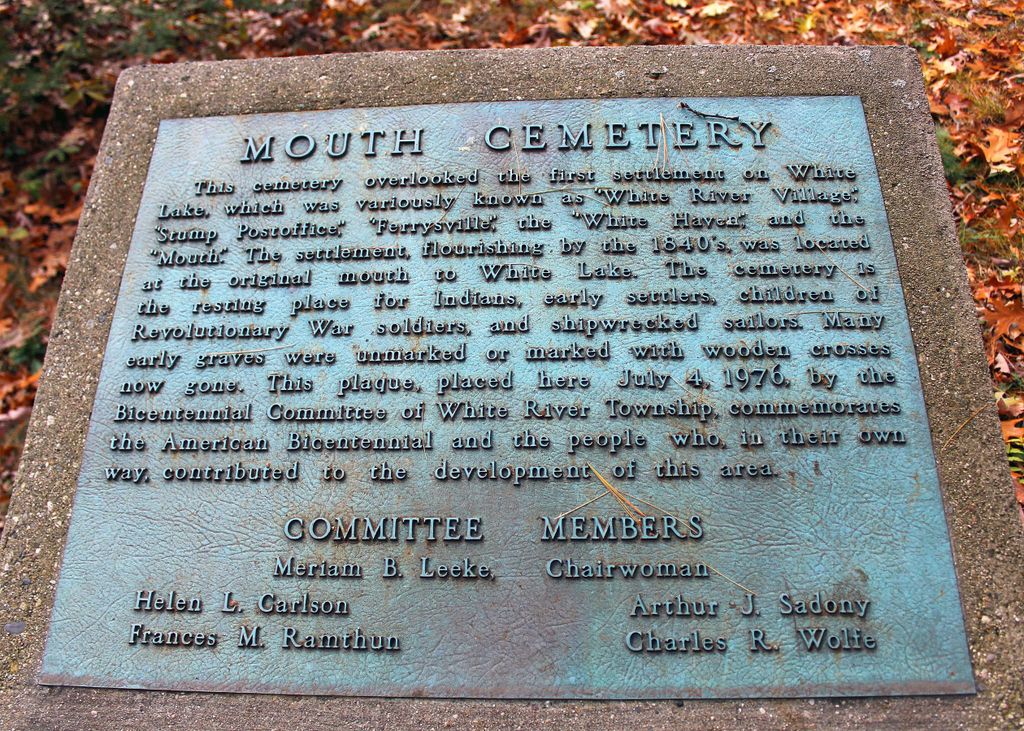 MOUTH CEMETERY
This cemetery overlooked the first settlement on White
Lake, which was variously known as "White River Village,"
"Stump Postoffice," "Ferrysville," the "White Haven," and the
"Mouth." The settlement, flourishing by the 1840's, was located
at the original mouth to White Lake. The cemetery is
the resting place for Indians, early settlers, children of
Revolutionary War soldiers, and shipwrecked sailors. Many
early graves were unmarked or marked with wooden crosses
now gone. This plaque, placed here July 4, 1976, by the
Bicentennial Committee of White River Township, commemorates
the American Bicentennial and the people who, in their own
way, contributed to the development of this area.
COMMITTEE MEMBERS
Meriam B. Leeke, Chairwoman
Helen L. Carlson Arthur J. Sadony
Frances M. Ramthun Charles R. Wolfe